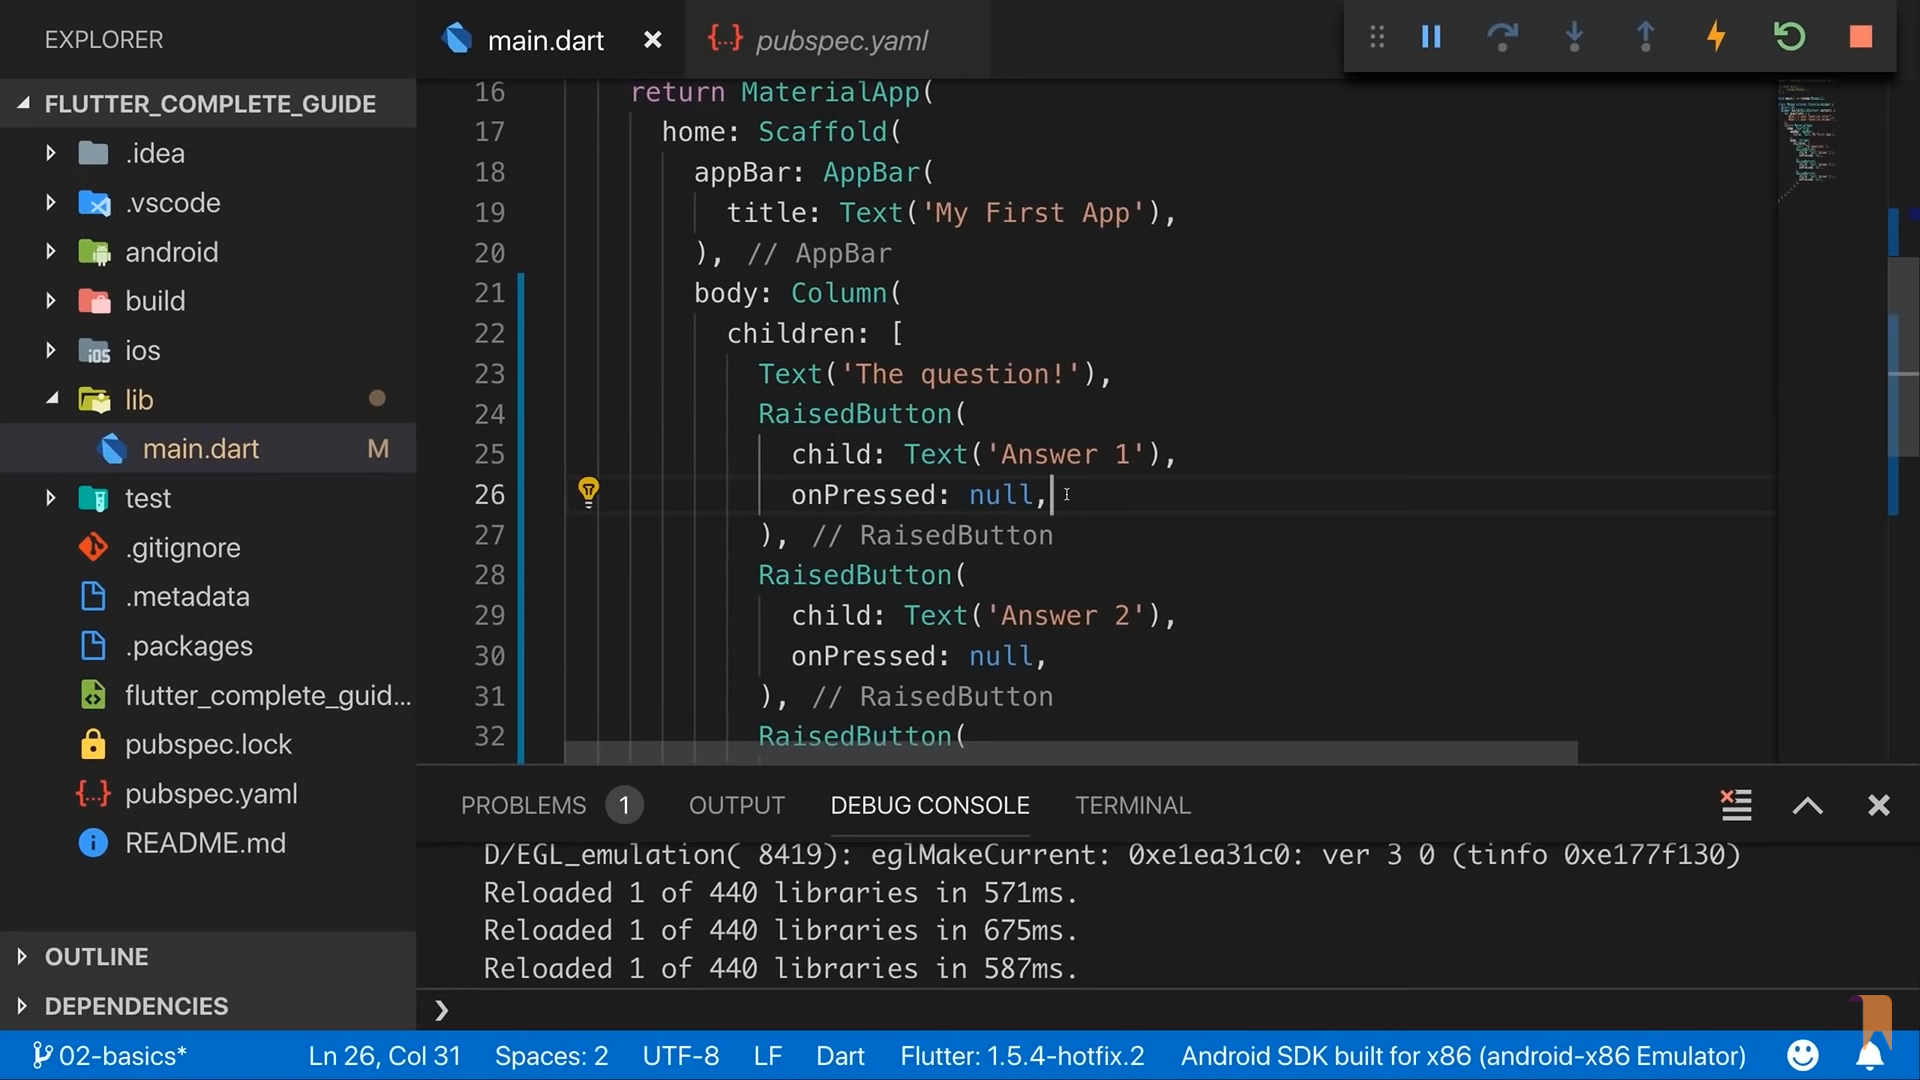 EXPLORER
FLUTTER_COMPLETE_GUIDE
.idea
.vscode
android
build
ios
lib
main.dart M
test
.gitignore
.metadata
.packages
flutter_complete_guid...
pubspec.lock
pubspec.yaml
README.md
OUTLINE
DEPENDENCIES
main.dart
pubspec.yaml
16 return MaterialApp(
17 home: Scaffold(
18 appBar: AppBar(
19 title: Text('My First App'),
20 ), // AppBar
21 body: Column(
22 children: [
23 Text('The question!'),
24 RaisedButton(
25 child: Text('Answer 1'),
26 onPressed: null,
27 ), // RaisedButton
28 RaisedButton(
29 child: Text('Answer 2'),
30 onPressed: null,
31 ), // RaisedButton
32 RaisedButton(
PROBLEMS 1 OUTPUT DEBUG CONSOLE TERMINAL
D/EGL_emulation( 8419): eglMakeCurrent: 0xe1ea31c0: ver 3 0 (tinfo 0xe177f130)
Reloaded 1 of 440 libraries in 571ms.
Reloaded 1 of 440 libraries in 675ms.
Reloaded 1 of 440 libraries in 587ms.
02-basics* Ln 26, Col 31 Spaces: 2 UTF-8 LF Dart Flutter: 1.5.4-hotfix.2 Android SDK built for x86 (android-x86 Emulator)